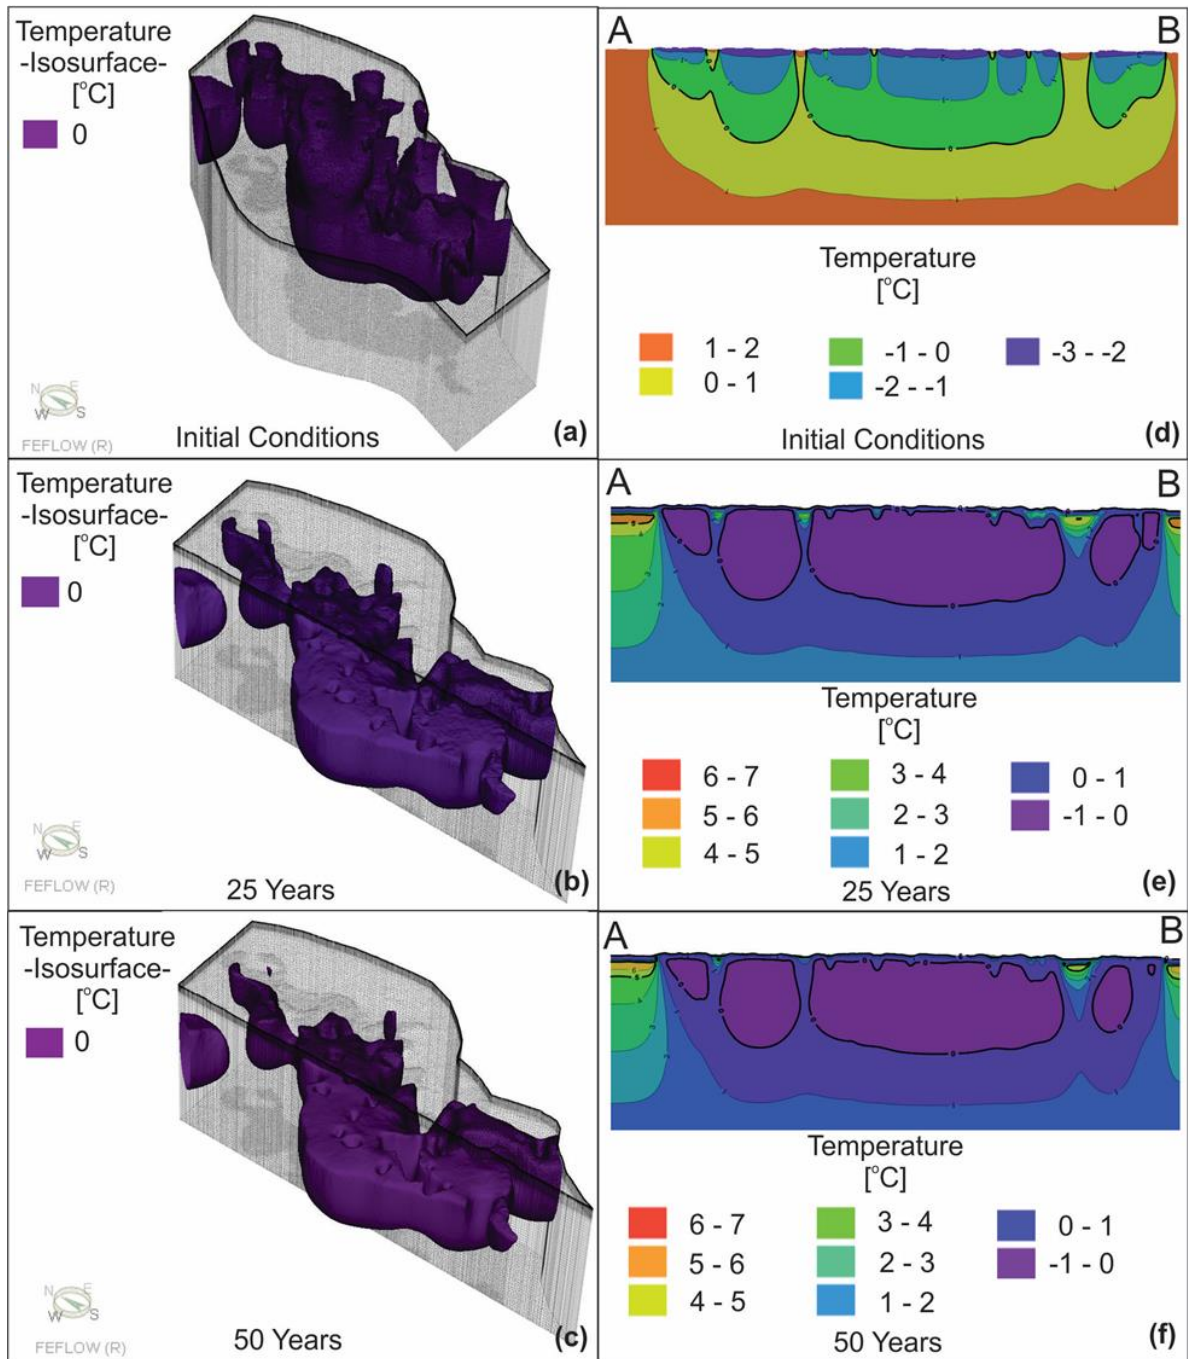 Temperature
-Isosurface-
[°C]
0
N E
W S
FEFLOW (R)
Initial Conditions
(a)
A B
Temperature
[°C]
1 - 2
0 - 1
-1 - 0
-2 - -1
-3 - -2
Initial Conditions
(d)
Temperature
-Isosurface-
[°C]
0
N E
W S
FEFLOW (R)
25 Years
(b)
A B
Temperature
[°C]
6 - 7
5 - 6
4 - 5
3 - 4
2 - 3
1 - 2
0 - 1
-1 - 0
25 Years
(e)
Temperature
-Isosurface-
[°C]
0
N E
W S
FEFLOW (R)
50 Years
(c)
A B
Temperature
[°C]
6 - 7
5 - 6
4 - 5
3 - 4
2 - 3
1 - 2
0 - 1
-1 - 0
50 Years
(f)